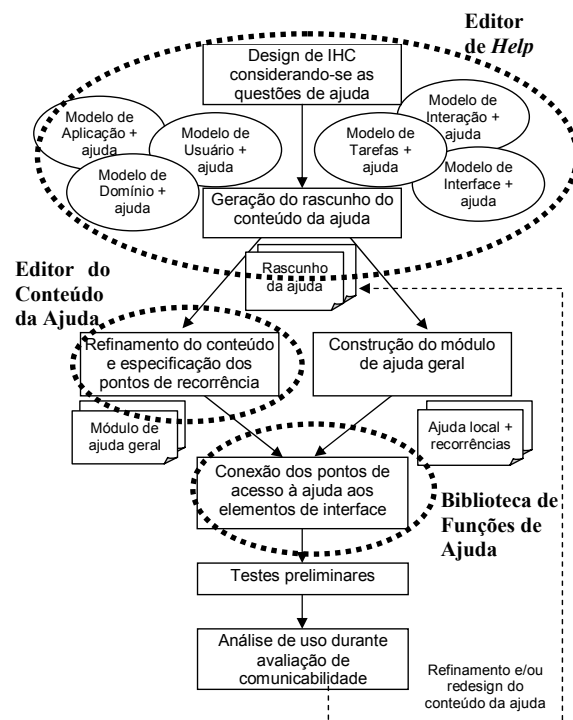 Editor
de Help
Design de IHC
considerando-se as
questões de ajuda
Modelo de
Aplicação +
ajuda
Modelo de
Usuário +
ajuda
Modelo de
Domínio +
ajuda
Modelo de
Interação +
ajuda
Modelo de
Tarefas +
ajuda
Modelo de
Interface +
ajuda
Geração do rascunho do
conteúdo da ajuda
Rascunho
da ajuda
Editor do
Conteúdo
da Ajuda
Refinamento do conteúdo
e especificação dos
pontos de recorrência
Construção do módulo
de ajuda geral
Módulo de
ajuda geral
Ajuda local +
recorrências
Conexão dos pontos de
acesso à ajuda aos
elementos de interface
Biblioteca de
Funções de
Ajuda
Testes preliminares
Análise de uso durante
avaliação de
comunicabilidade
Refinamento e/ou
redesign do
conteúdo da ajuda